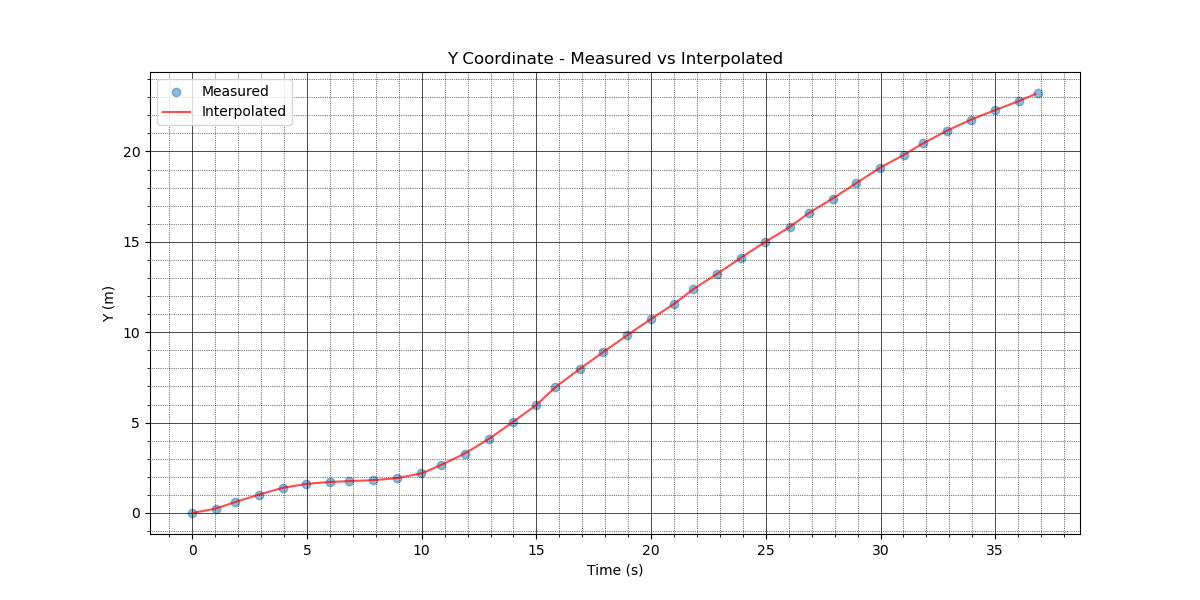 Y Coordinate - Measured vs Interpolated
Measured
Interpolated
20
15
10
5
0
Y (m)
0 5 10 15 20 25 30 35
Time (s)